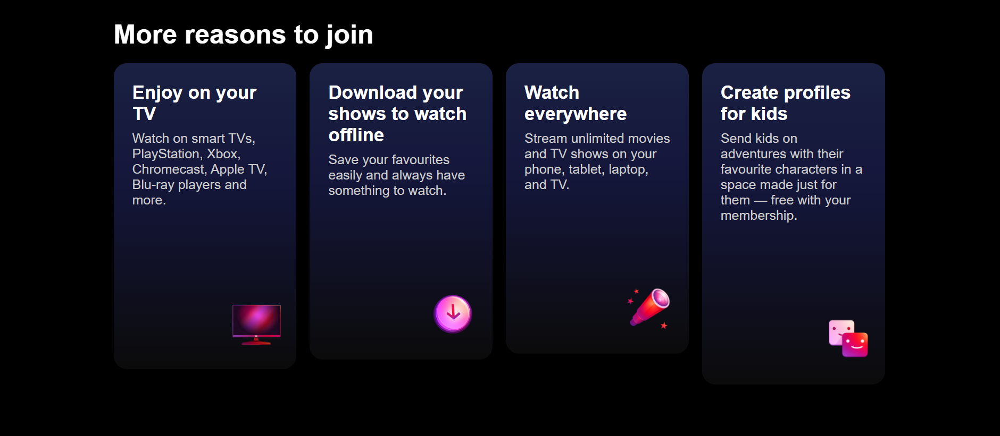 More reasons to join
Enjoy on your
TV
Watch on smart TVs,
PlayStation, Xbox,
Chromecast, Apple TV,
Blu-ray players and
more.
Download your
shows to watch
offline
Save your favourites
easily and always have
something to watch.
Watch
everywhere
Stream unlimited movies
and TV shows on your
phone, tablet, laptop,
and TV.
Create profiles
for kids
Send kids on
adventures with their
favourite characters in a
space made just for
them — free with your
membership.